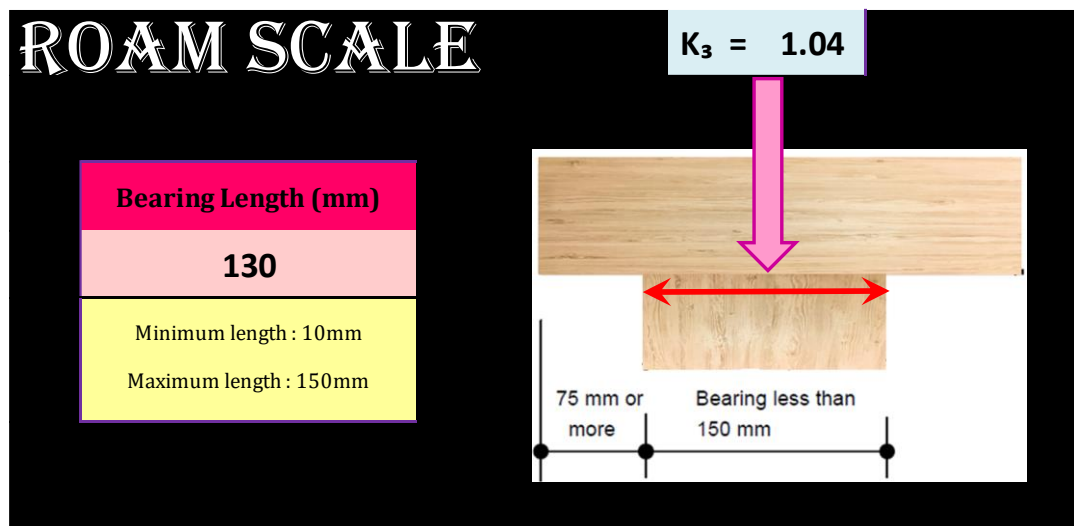 ROAM SCALE
K₃ = 1.04
Bearing Length (mm)
130
Minimum length : 10mm
Maximum length : 150mm
75 mm or
more
Bearing less than
150 mm